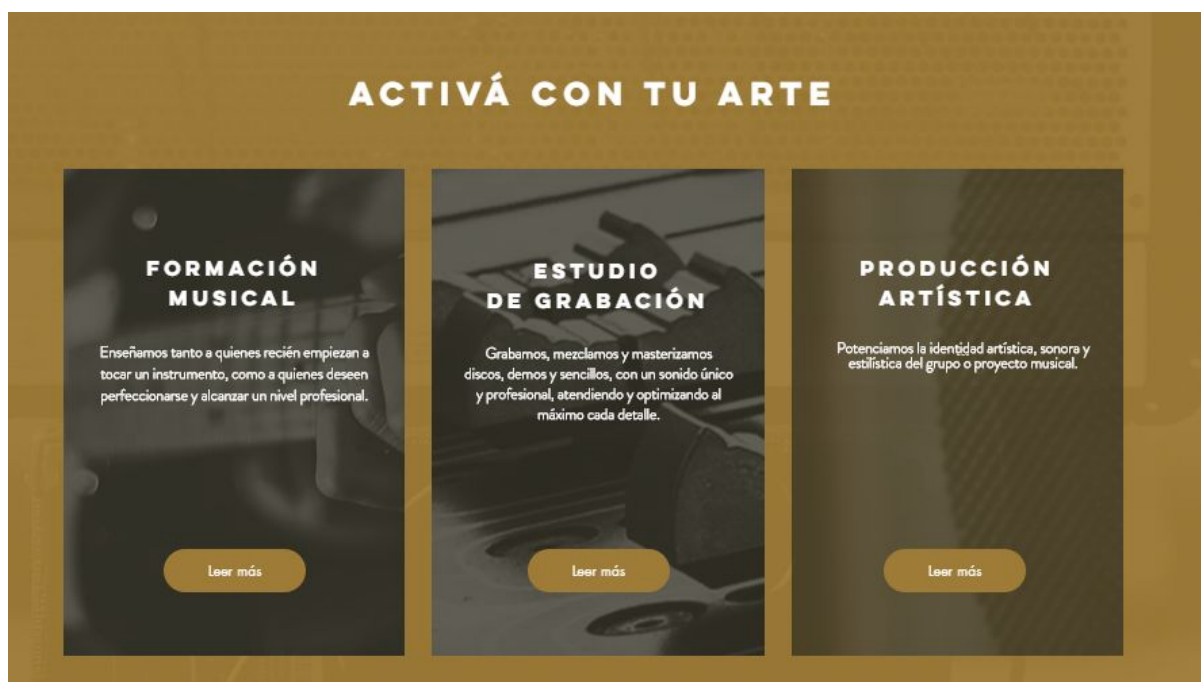 ACTIVÁ CON TU ARTE
FORMACIÓN
MUSICAL
Enseñamos tanto a quienes recién empiezan a
tocar un instrumento, como a quienes deseen
perfeccionarse y alcanzar un nivel profesional.
Leer más
ESTUDIO
DE GRABACIÓN
Grabamos, mezclamos y masterizamos
discos, demos y sencillos, con un sonido único
y profesional, atendiendo y optimizando al
máximo cada detalle.
Leer más
PRODUCCIÓN
ARTÍSTICA
Potenciamos la identidad artística, sonora y
estilística del grupo o proyecto musical.
Leer más